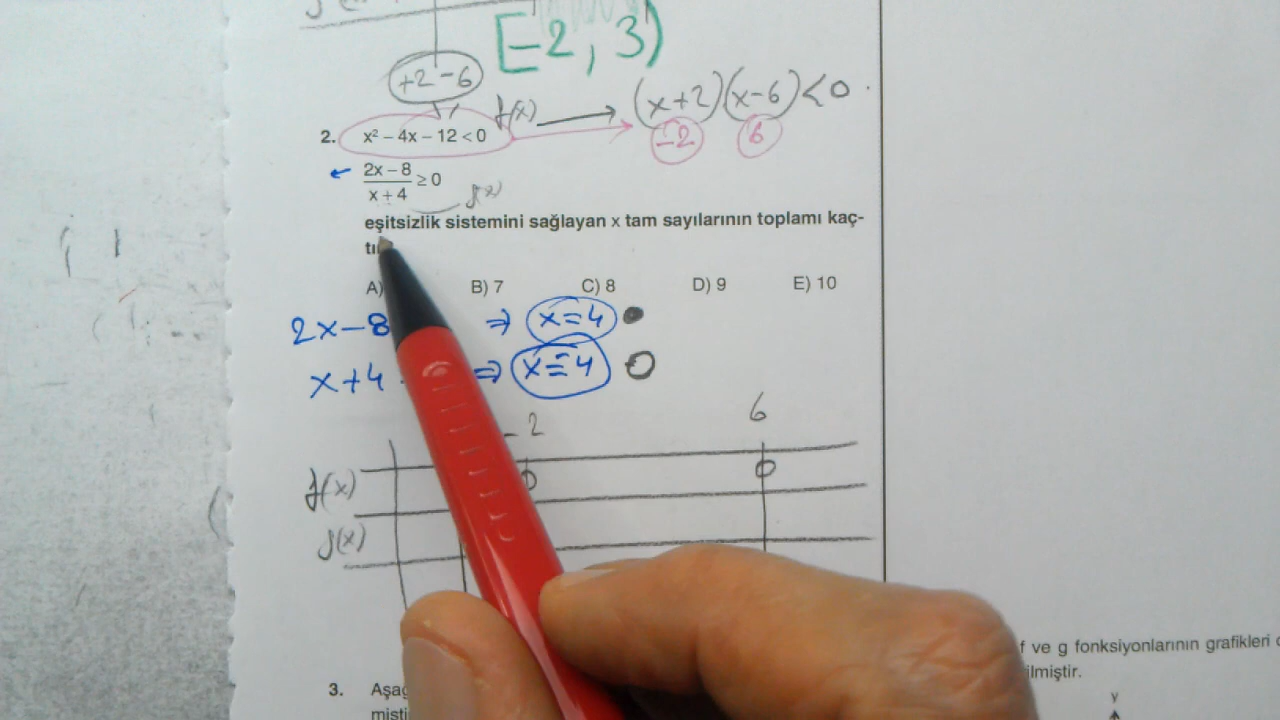 [-2, 3)
+2 -6
f(x) → (x+2)(x-6)<0
-2 6
2. x² – 4x – 12 < 0
2x – 8
x + 4
≥ 0
g(x)
eşitsizlik sistemini sağlayan x tam sayılarının toplamı kaç-
A) B) 7 C) 8 D) 9 E) 10
2x-8 ⇒ x=4
x+4 ⇒ x=4
-2 6
f(x)
g(x)
f ve g fonksiyonlarının grafikleri
ilmiştir.
3.
y